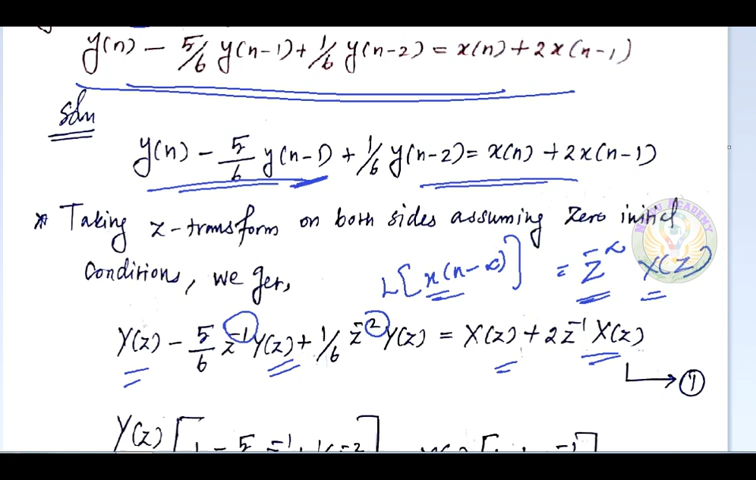 y(n) - 5/6 y(n-1) + 1/6 y(n-2) = x(n) + 2x(n-1)
Soln
y(n) - 5/6 y(n-1) + 1/6 y(n-2) = x(n) + 2x(n-1)
* Taking z-transform on both sides assuming Zero initial
Conditions, we get,
L[x(n-∝)] = z^-∝ X(z)
Y(z) - 5/6 z^-1 Y(z) + 1/6 z^-2 Y(z) = X(z) + 2z^-1 X(z)
→ ①
Y(z) [